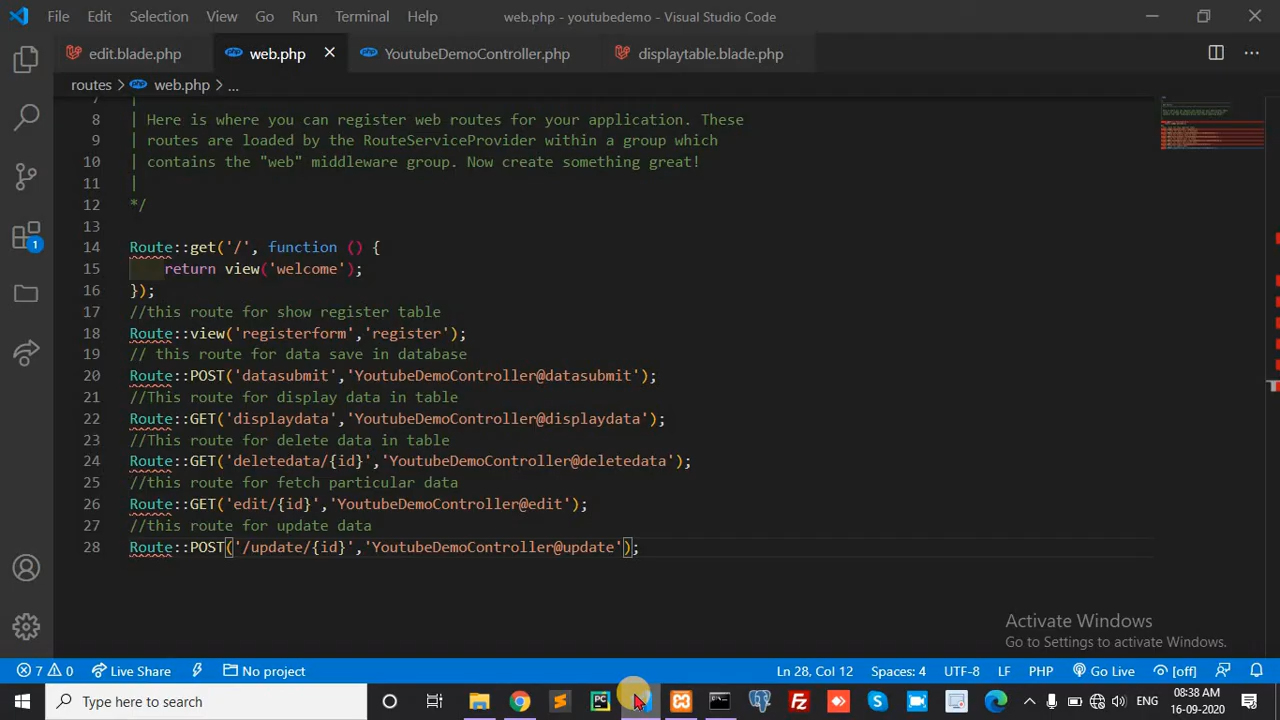 File Edit Selection View Go Run Terminal Help web.php - youtubedemo - Visual Studio Code
edit.blade.php web.php YoutubeDemoController.php displaytable.blade.php
routes > web.php > ...
7 |
8 | Here is where you can register web routes for your application. These
9 | routes are loaded by the RouteServiceProvider within a group which
10 | contains the "web" middleware group. Now create something great!
11 |
12 */
13
14 Route::get('/', function () {
15 return view('welcome');
16 });
17 //this route for show register table
18 Route::view('registerform','register');
19 // this route for data save in database
20 Route::POST('datasubmit','YoutubeDemoController@datasubmit');
21 //This route for display data in table
22 Route::GET('displaydata','YoutubeDemoController@displaydata');
23 //This route for delete data in table
24 Route::GET('deletedata/{id}','YoutubeDemoController@deletedata');
25 //this route for fetch particular data
26 Route::GET('edit/{id}','YoutubeDemoController@edit');
27 //this route for update data
28 Route::POST('/update/{id}','YoutubeDemoController@update');
1
Activate Windows
Go to Settings to activate Windows.
7 0 Live Share No project Ln 28, Col 12 Spaces: 4 UTF-8 LF PHP Go Live [off]
Type here to search ENG 08:38 AM
16-09-2020